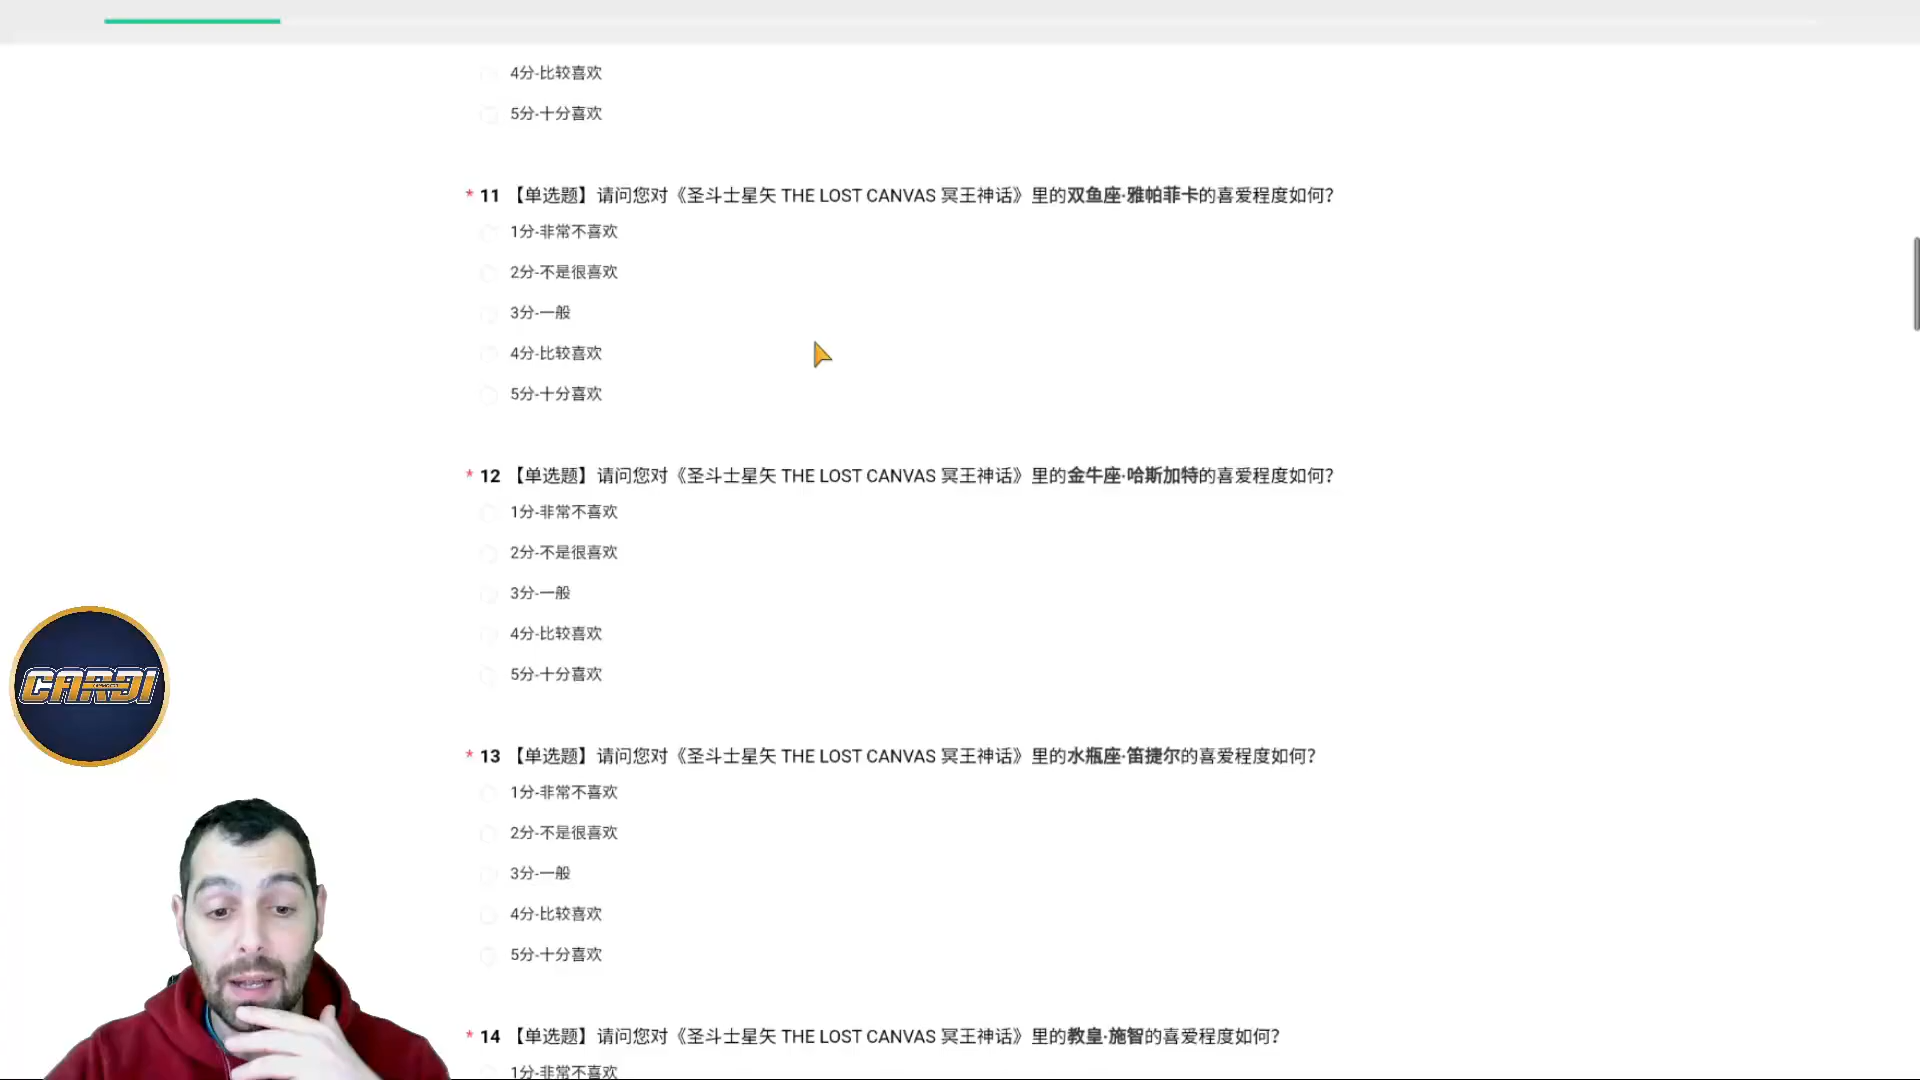 4分-比较喜欢
5分-十分喜欢
* 11 【单选题】请问您对《圣斗士星矢 THE LOST CANVAS 冥王神话》里的双鱼座·雅帕菲卡的喜爱程度如何？
1分-非常不喜欢
2分-不是很喜欢
3分-一般
4分-比较喜欢
5分-十分喜欢
* 12 【单选题】请问您对《圣斗士星矢 THE LOST CANVAS 冥王神话》里的金牛座·哈斯加特的喜爱程度如何？
1分-非常不喜欢
2分-不是很喜欢
3分-一般
4分-比较喜欢
5分-十分喜欢
CARDI
* 13 【单选题】请问您对《圣斗士星矢 THE LOST CANVAS 冥王神话》里的水瓶座·笛捷尔的喜爱程度如何？
1分-非常不喜欢
2分-不是很喜欢
3分-一般
4分-比较喜欢
5分-十分喜欢
* 14 【单选题】请问您对《圣斗士星矢 THE LOST CANVAS 冥王神话》里的教皇·施智的喜爱程度如何？
1分-非常不喜欢